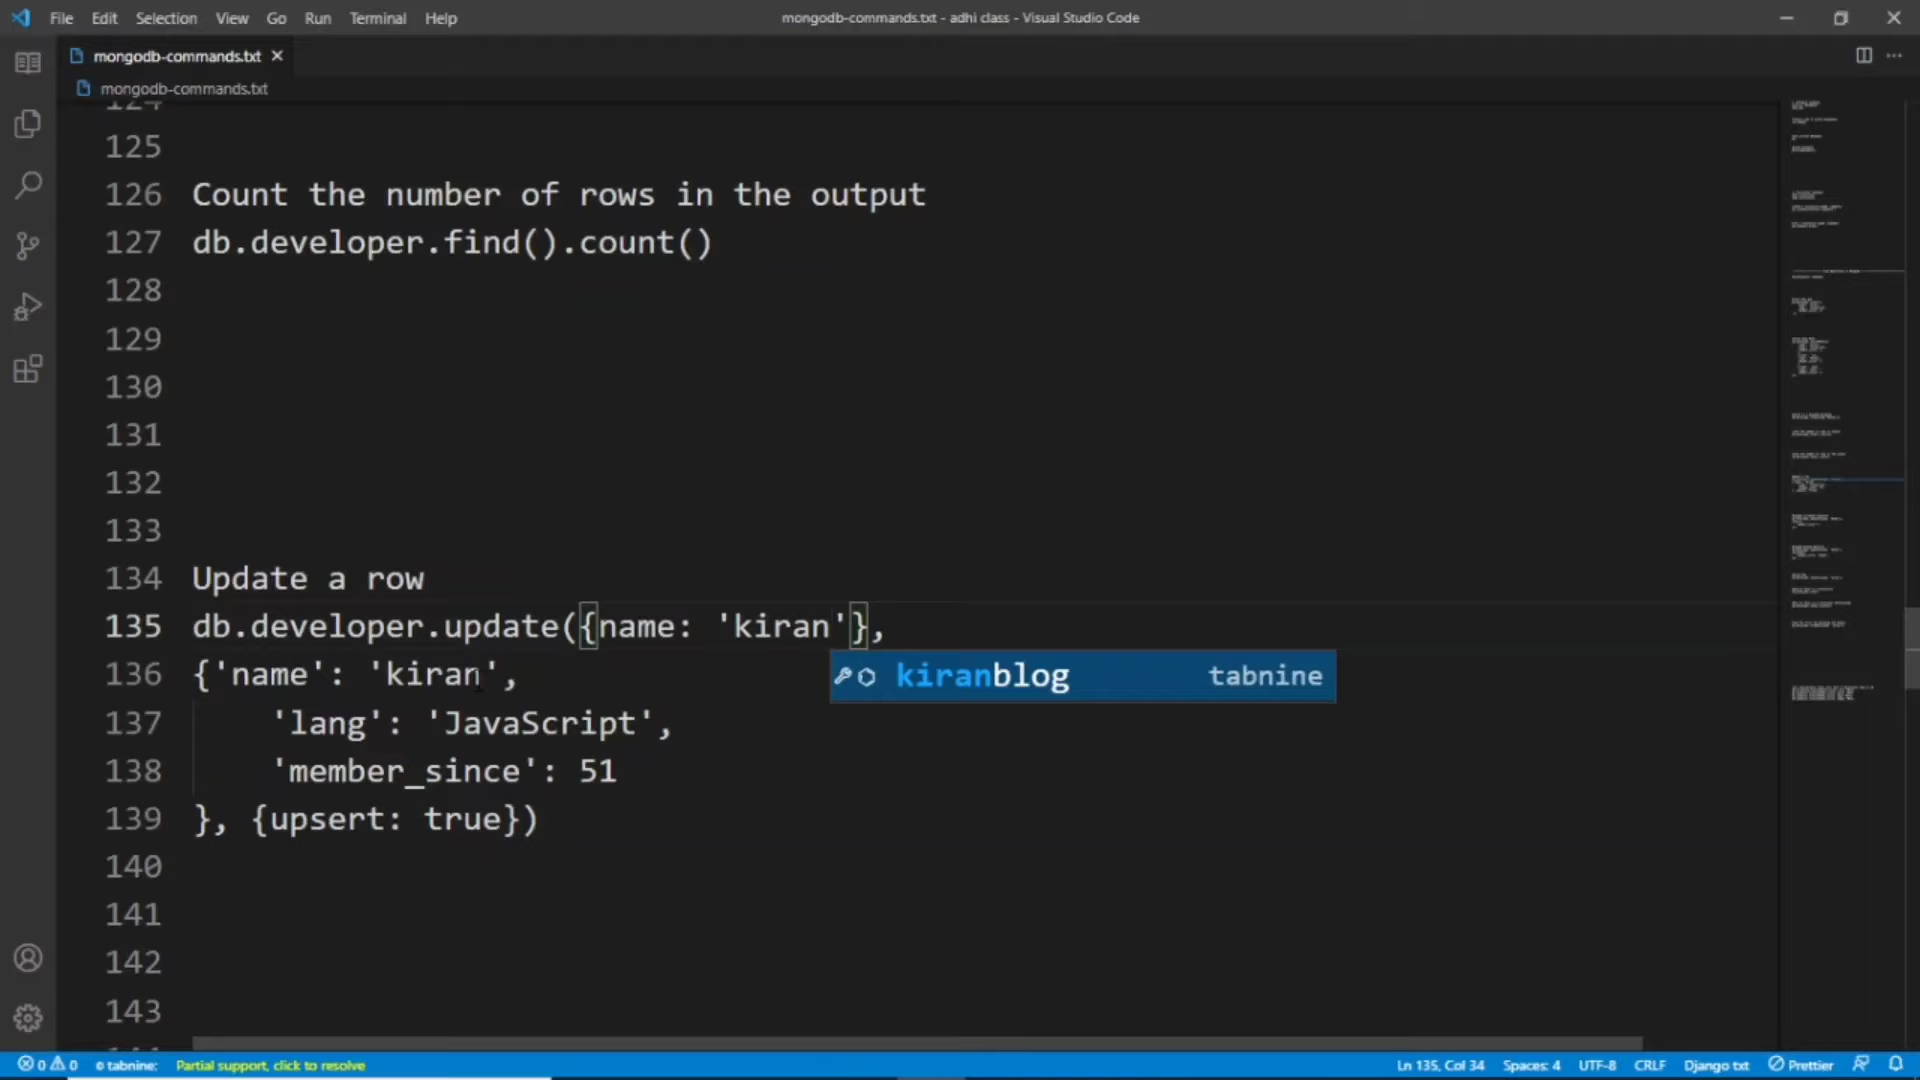 File Edit Selection View Go Run Terminal Help mongodb-commands.txt - adhi class - Visual Studio Code
mongodb-commands.txt
mongodb-commands.txt
124
125
126 Count the number of rows in the output
127 db.developer.find().count()
128
129
130
131
132
133
134 Update a row
135 db.developer.update({name: 'kiran'},
136 {'name': 'kiran',
kiranblog tabnine
137 'lang': 'JavaScript',
138 'member_since': 51
139 }, {upsert: true})
140
141
142
143
0 0 tabnine: Partial support, click to resolve Ln 135, Col 34 Spaces: 4 UTF-8 CRLF Django txt Prettier